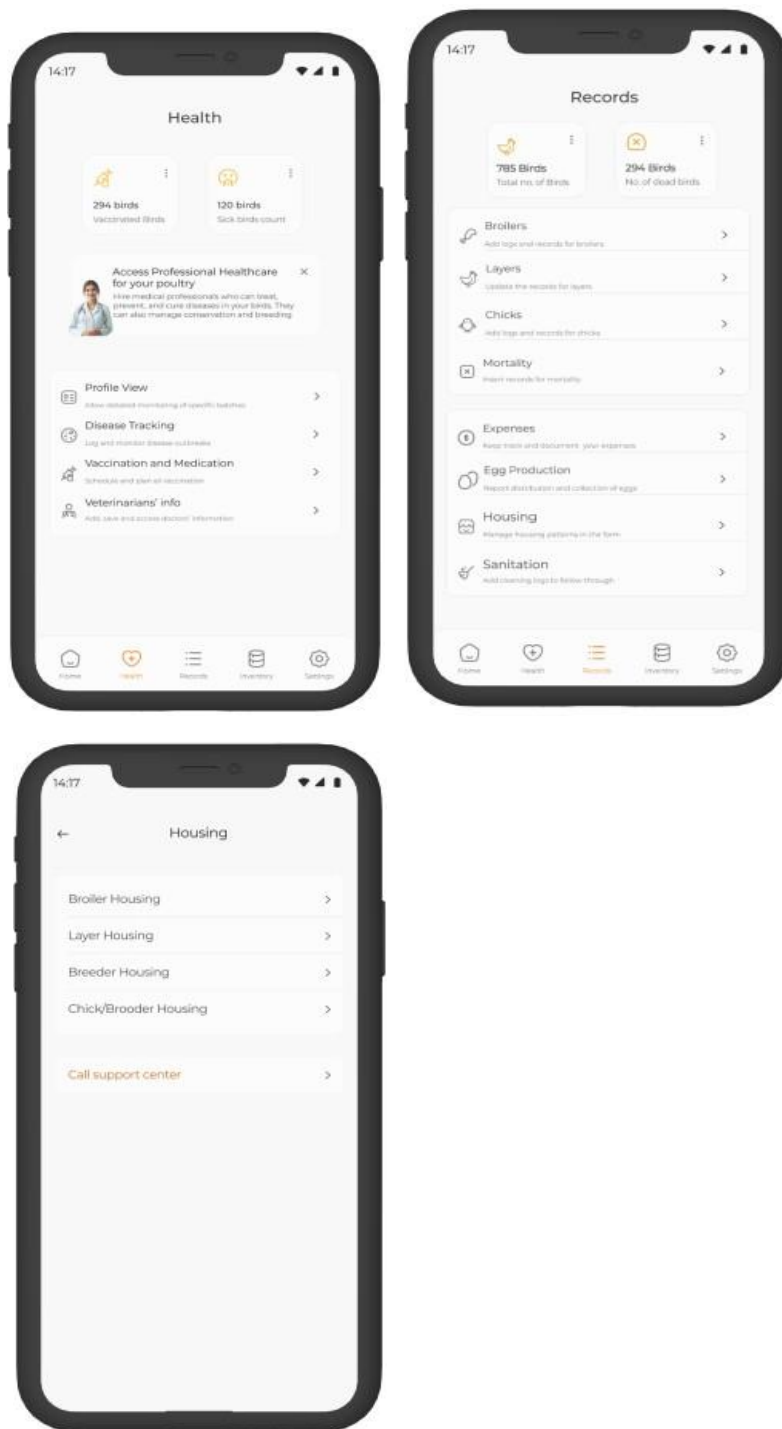 14:17
Health
294 birds
Vaccinated Birds
120 birds
Sick birds count
Access Professional Healthcare
for your poultry
Hire medical professionals who can treat,
prevent, and cure diseases in your birds. They
can also manage conservation and breeding
Profile View
Allow detailed monitoring of specific batches
Disease Tracking
Log and monitor disease outbreaks
Vaccination and Medication
Schedule and plan all vaccination
Veterinarians' info
Add, save and access doctors' information
Home
Health
Records
Inventory
Settings
14:17
Records
785 Birds
Total no. of Birds
294 Birds
No. of dead birds
Broilers
Add logs and records for broilers
Layers
Update the records for layers
Chicks
Add logs and records for chicks
Mortality
Insert records for mortality
Expenses
Keep track and document your expenses
Egg Production
Report distribution and collection of eggs
Housing
Manage housing patterns in the farm
Sanitation
Add cleaning logs to follow through
Home
Health
Records
Inventory
Settings
14:17
Housing
Broiler Housing
Layer Housing
Breeder Housing
Chick/Brooder Housing
Call support center